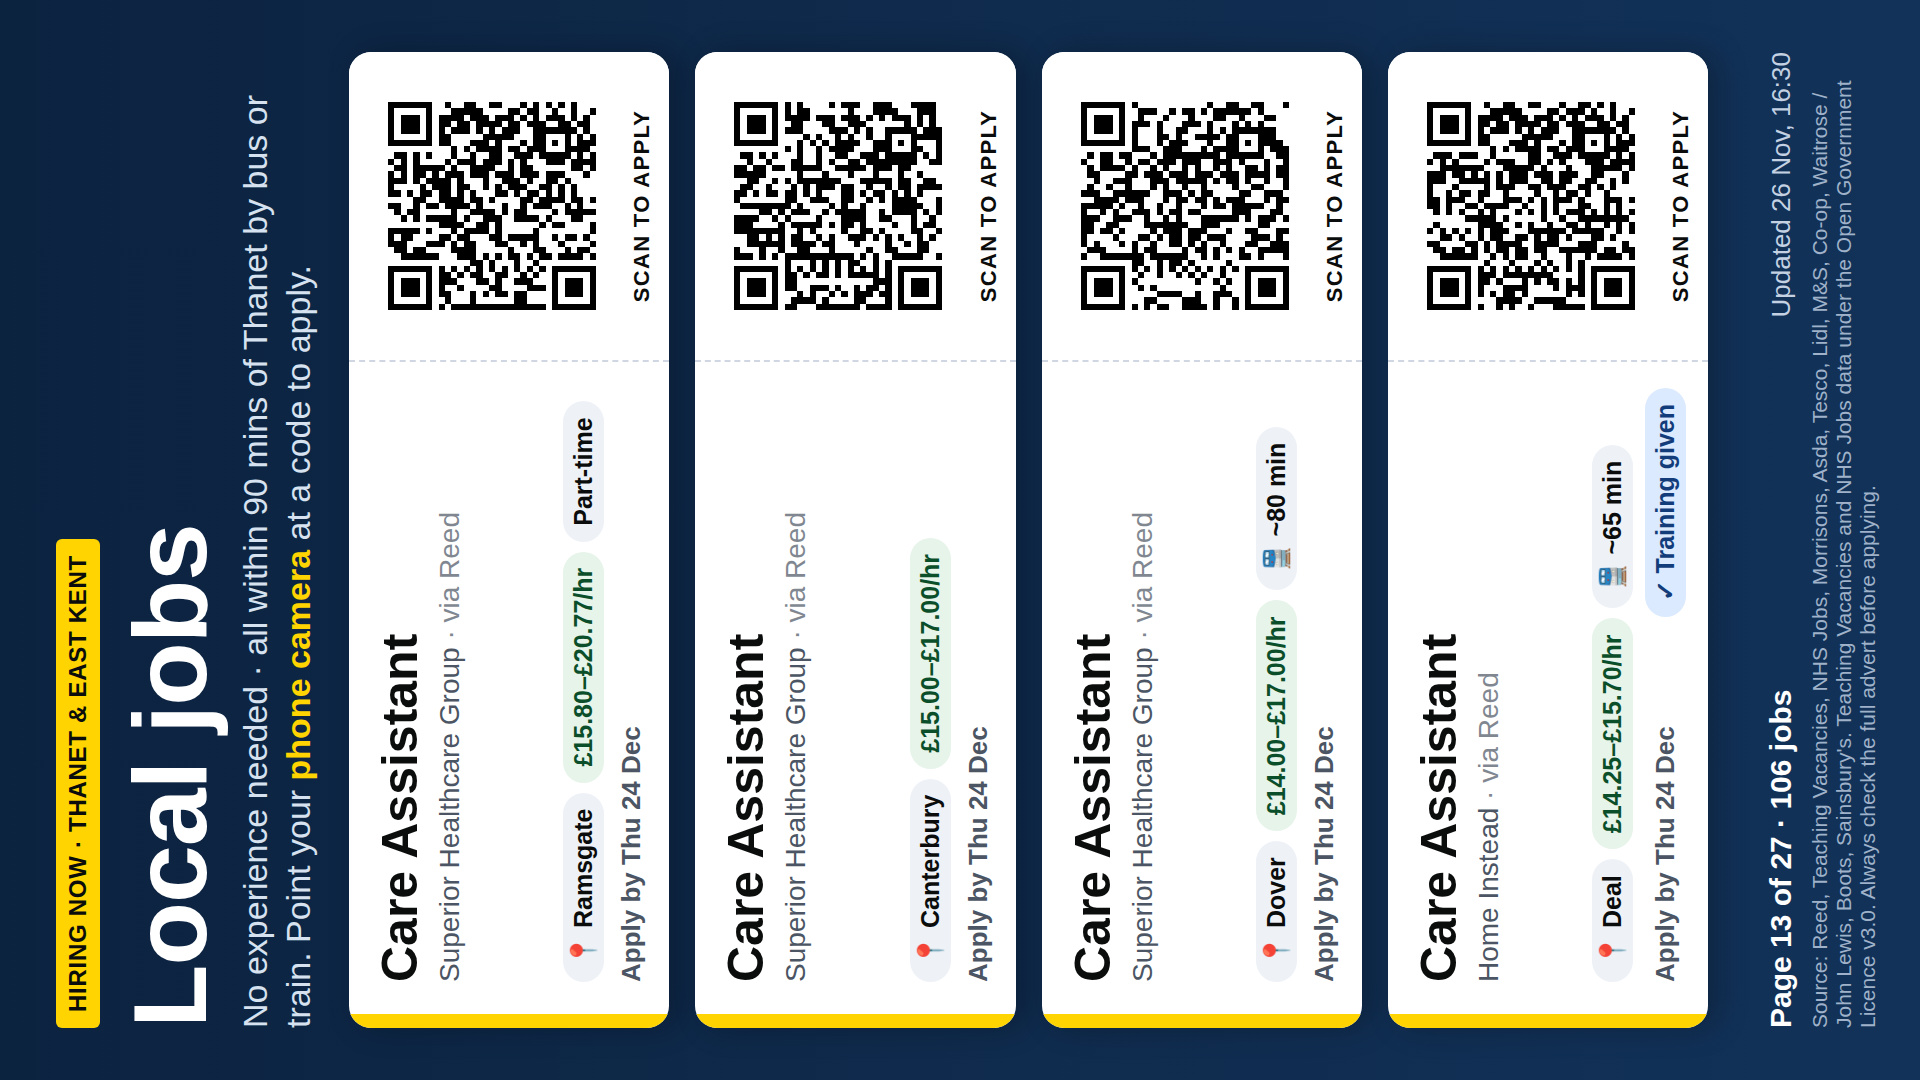 HIRING NOW · THANET & EAST KENT
Local jobs
No experience needed · all within 90 mins of Thanet by bus or
train. Point your phone camera at a code to apply.
Care Assistant
Superior Healthcare Group · via Reed
📍 Ramsgate £15.80–£20.77/hr Part-time
Apply by Thu 24 Dec
SCAN TO APPLY
Care Assistant
Superior Healthcare Group · via Reed
📍 Canterbury £15.00–£17.00/hr
Apply by Thu 24 Dec
SCAN TO APPLY
Care Assistant
Superior Healthcare Group · via Reed
📍 Dover £14.00–£17.00/hr 🚆 ~80 min
Apply by Thu 24 Dec
SCAN TO APPLY
Care Assistant
Home Instead · via Reed
📍 Deal £14.25–£15.70/hr 🚆 ~65 min
✓ Training given
Apply by Thu 24 Dec
SCAN TO APPLY
Page 13 of 27 · 106 jobs
Updated 26 Nov, 16:30
Source: Reed, Teaching Vacancies, NHS Jobs, Morrisons, Asda, Tesco, Lidl, M&S, Co-op, Waitrose /
John Lewis, Boots, Sainsbury's. Teaching Vacancies and NHS Jobs data under the Open Government
Licence v3.0. Always check the full advert before applying.